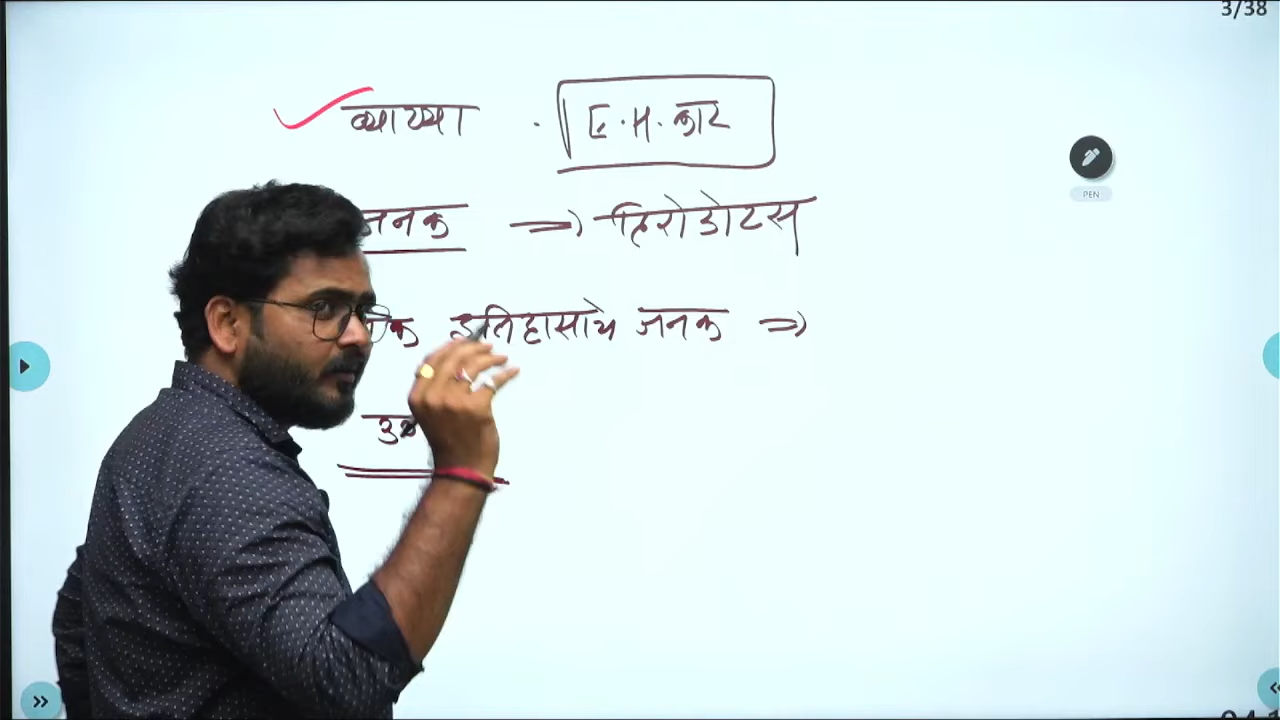 3/38
व्याख्या . E.H. कार
जनक ⇒ हिरोडोटस
इतिहासाचे जनक ⇒
PEN